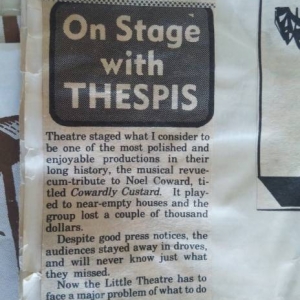 On Stage
with
THESPIS
Theatre staged what I consider to
be one of the most polished and
enjoyable productions in their
long history, the musical revue-
cum-tribute to Noel Coward, ti-
tled Cowardly Custard. It play-
ed to near-empty houses and the
group lost a couple of thousand
dollars.
Despite good press notices, the
audiences stayed away in droves,
and will never know just what
they missed.
Now the Little Theatre has to
face a major problem of what to do